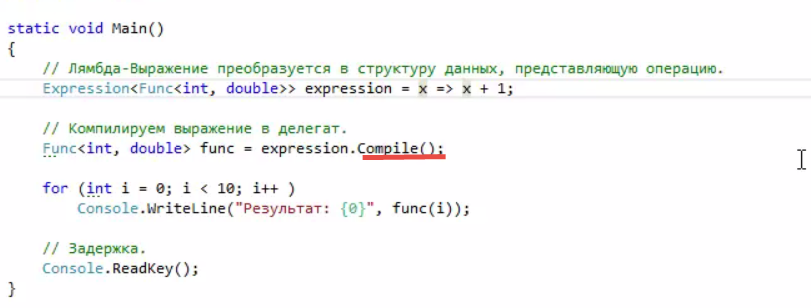 static void Main()
{
// Лямбда-Выражение преобразуется в структуру данных, представляющую операцию.
Expression<Func<int, double>> expression = x => x + 1;
// Компилируем выражение в делегат.
Func<int, double> func = expression.Compile();
for (int i = 0; i < 10; i++ )
Console.WriteLine("Результат: {0}", func(i));
// Задержка.
Console.ReadKey();
}